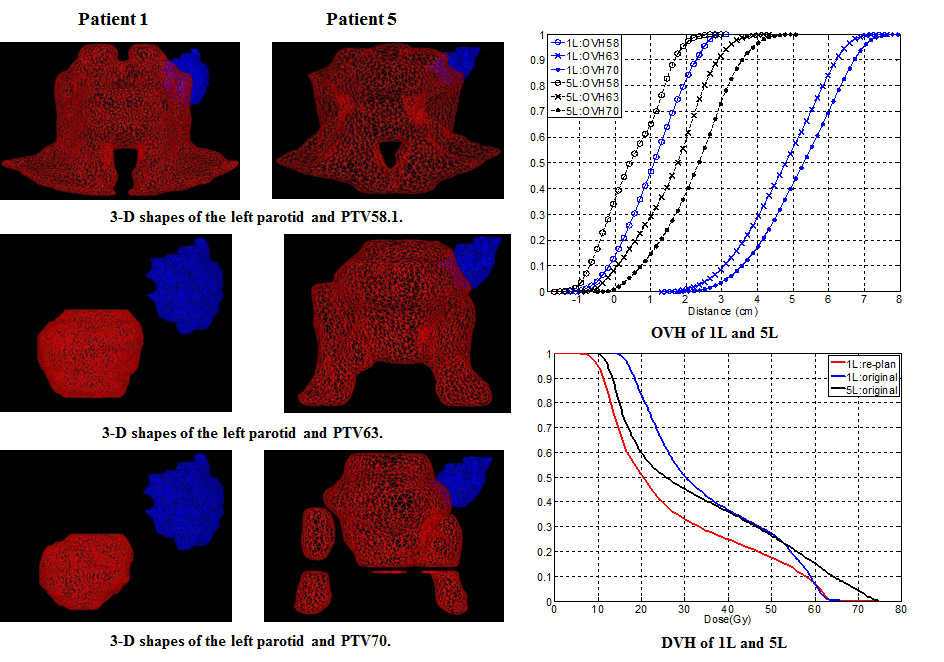 Patient 1
Patient 5
3-D shapes of the left parotid and PTV58.1.
3-D shapes of the left parotid and PTV63.
3-D shapes of the left parotid and PTV70.
1
0.9
0.8
0.7
0.6
0.5
0.4
0.3
0.2
0.1
0
1L:OVH58
1L:OVH63
1L:OVH70
5L:OVH58
5L:OVH63
5L:OVH70
-1 0 1 2 3 4 5 6 7 8
Distance (cm)
OVH of 1L and 5L
1
0.9
0.8
0.7
0.6
0.5
0.4
0.3
0.2
0.1
0
1L:re-plan
1L:original
5L:original
0 10 20 30 40 50 60 70 80
Dose(Gy)
DVH of 1L and 5L